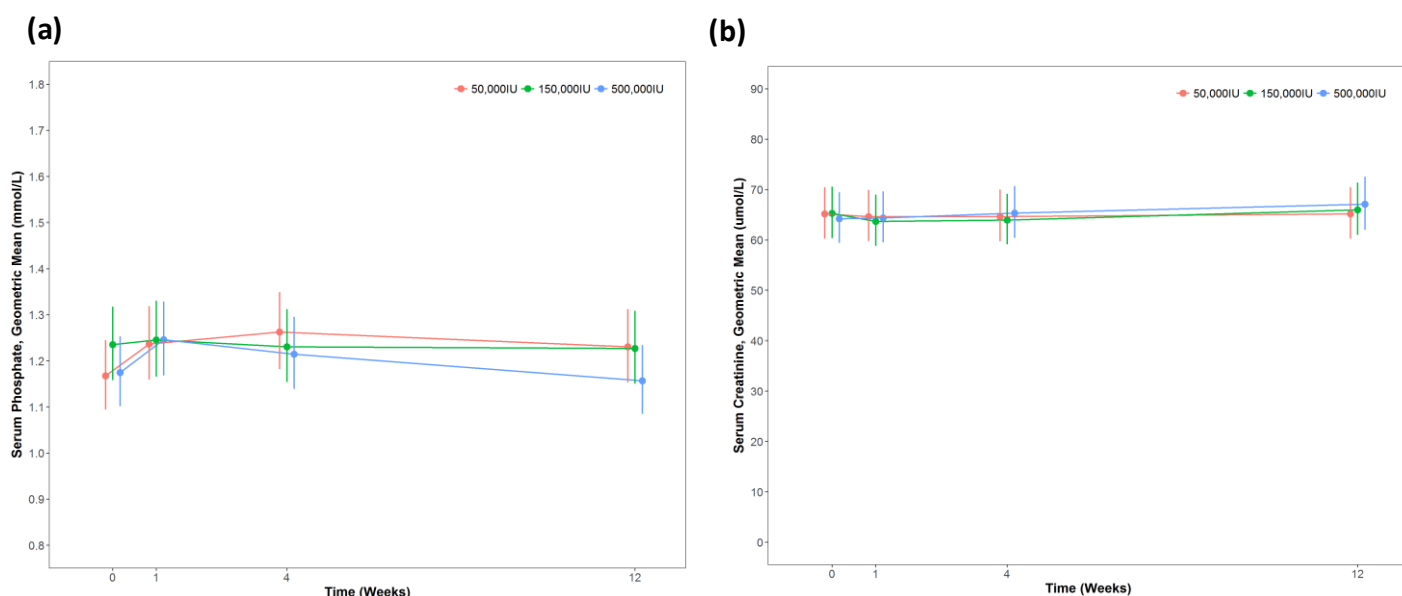 (a)
Serum Phosphate, Geometric Mean (mmol/L)
1.8
1.7
1.6
1.5
1.4
1.3
1.2
1.1
1.0
0.9
0.8
50,000IU 150,000IU 500,000IU
0 1 4 12
Time (Weeks)
(b)
Serum Creatinine, Geometric Mean (umol/L)
90
80
70
60
50
40
30
20
10
0
50,000IU 150,000IU 500,000IU
0 1 4 12
Time (Weeks)